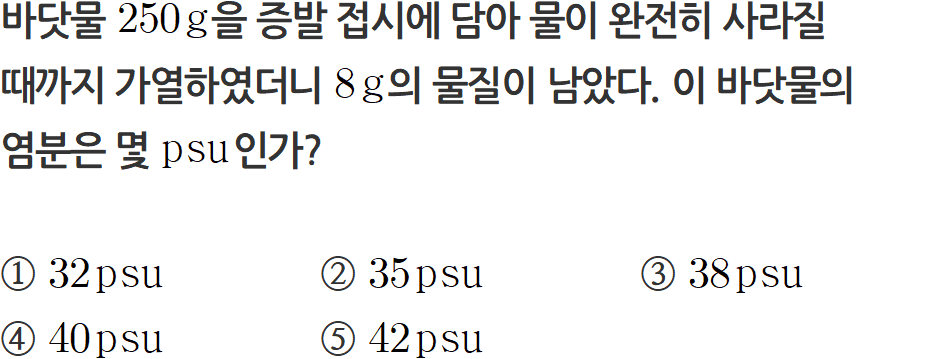 바닷물 250 g을 증발 접시에 담아 물이 완전히 사라질
때까지 가열하였더니 8 g의 물질이 남았다. 이 바닷물의
염분은 몇 psu인가?
① 32 psu ② 35 psu ③ 38 psu
④ 40 psu ⑤ 42 psu